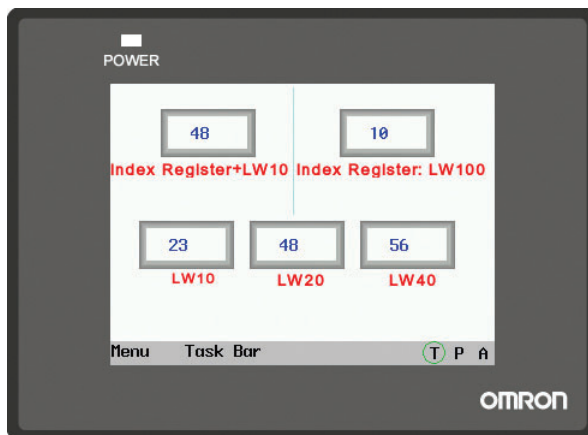 POWER
48
10
Index Register+LW10
Index Register: LW100
23
48
56
LW10
LW20
LW40
Menu Task Bar T P A
OMRON